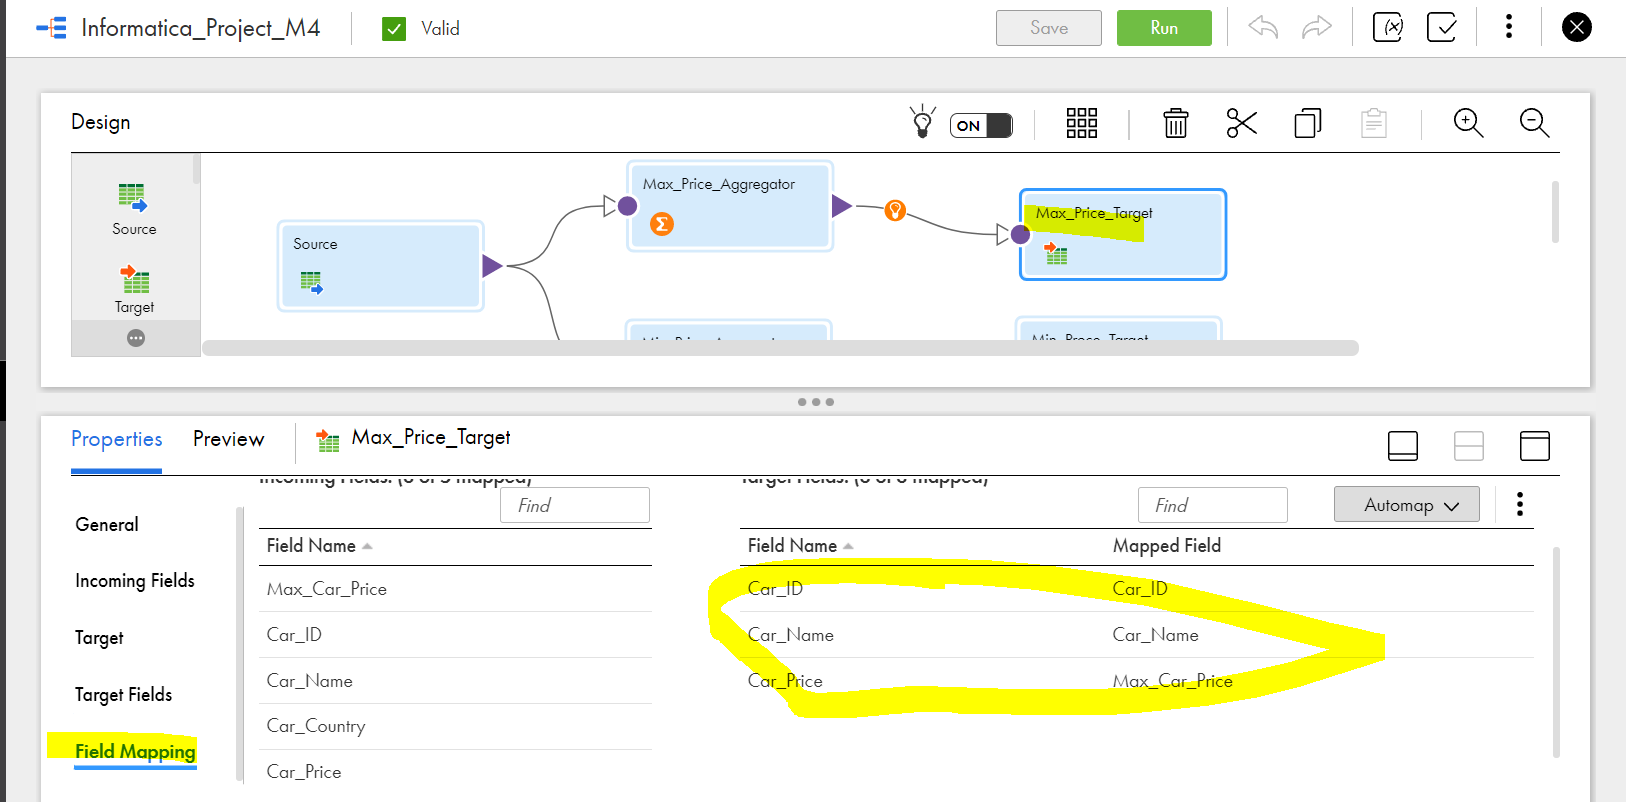 Informatica_Project_M4
Valid
Save
Run
(x)
Design
ON
Source
Target
Source
Max_Price_Aggregator
Max_Price_Target
Properties
Preview
Max_Price_Target
General
Incoming Fields
Target
Target Fields
Field Mapping
Find
Field Name
Max_Car_Price
Car_ID
Car_Name
Car_Country
Car_Price
Find
Automap
Field Name Mapped Field
Car_ID Car_ID
Car_Name Car_Name
Car_Price Max_Car_Price